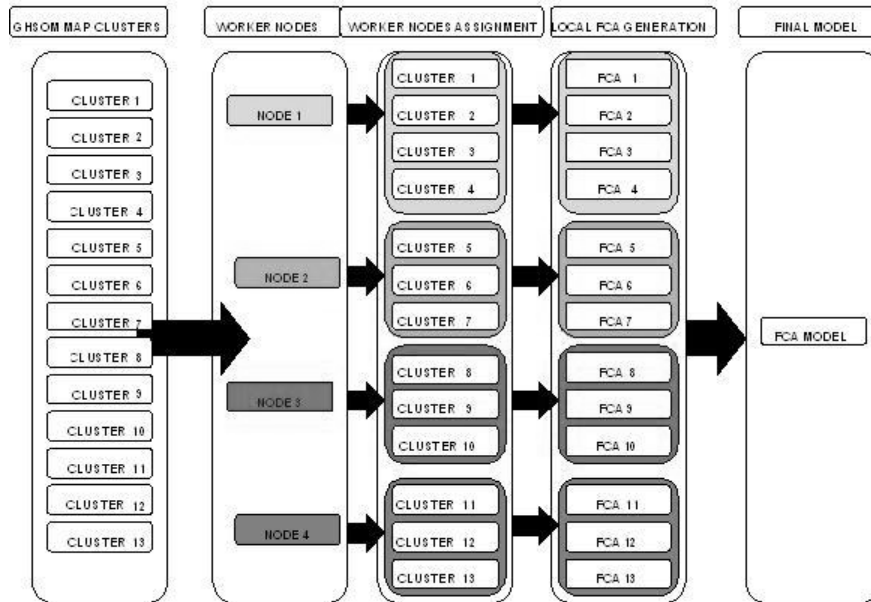 GHSOM MAP CLUSTERS
WORKER NODES
WORKER NODES ASSIGNMENT
LOCAL FCA GENERATION
FINAL MODEL
CLUSTER 1
CLUSTER 2
CLUSTER 3
CLUSTER 4
CLUSTER 5
CLUSTER 6
CLUSTER 7
CLUSTER 8
CLUSTER 9
CLUSTER 10
CLUSTER 11
CLUSTER 12
CLUSTER 13
NODE 1
NODE 2
NODE 3
NODE 4
CLUSTER 1
CLUSTER 2
CLUSTER 3
CLUSTER 4
CLUSTER 5
CLUSTER 6
CLUSTER 7
CLUSTER 8
CLUSTER 9
CLUSTER 10
CLUSTER 11
CLUSTER 12
CLUSTER 13
FCA 1
FCA 2
FCA 3
FCA 4
FCA 5
FCA 6
FCA 7
FCA 8
FCA 9
FCA 10
FCA 11
FCA 12
FCA 13
FCA MODEL